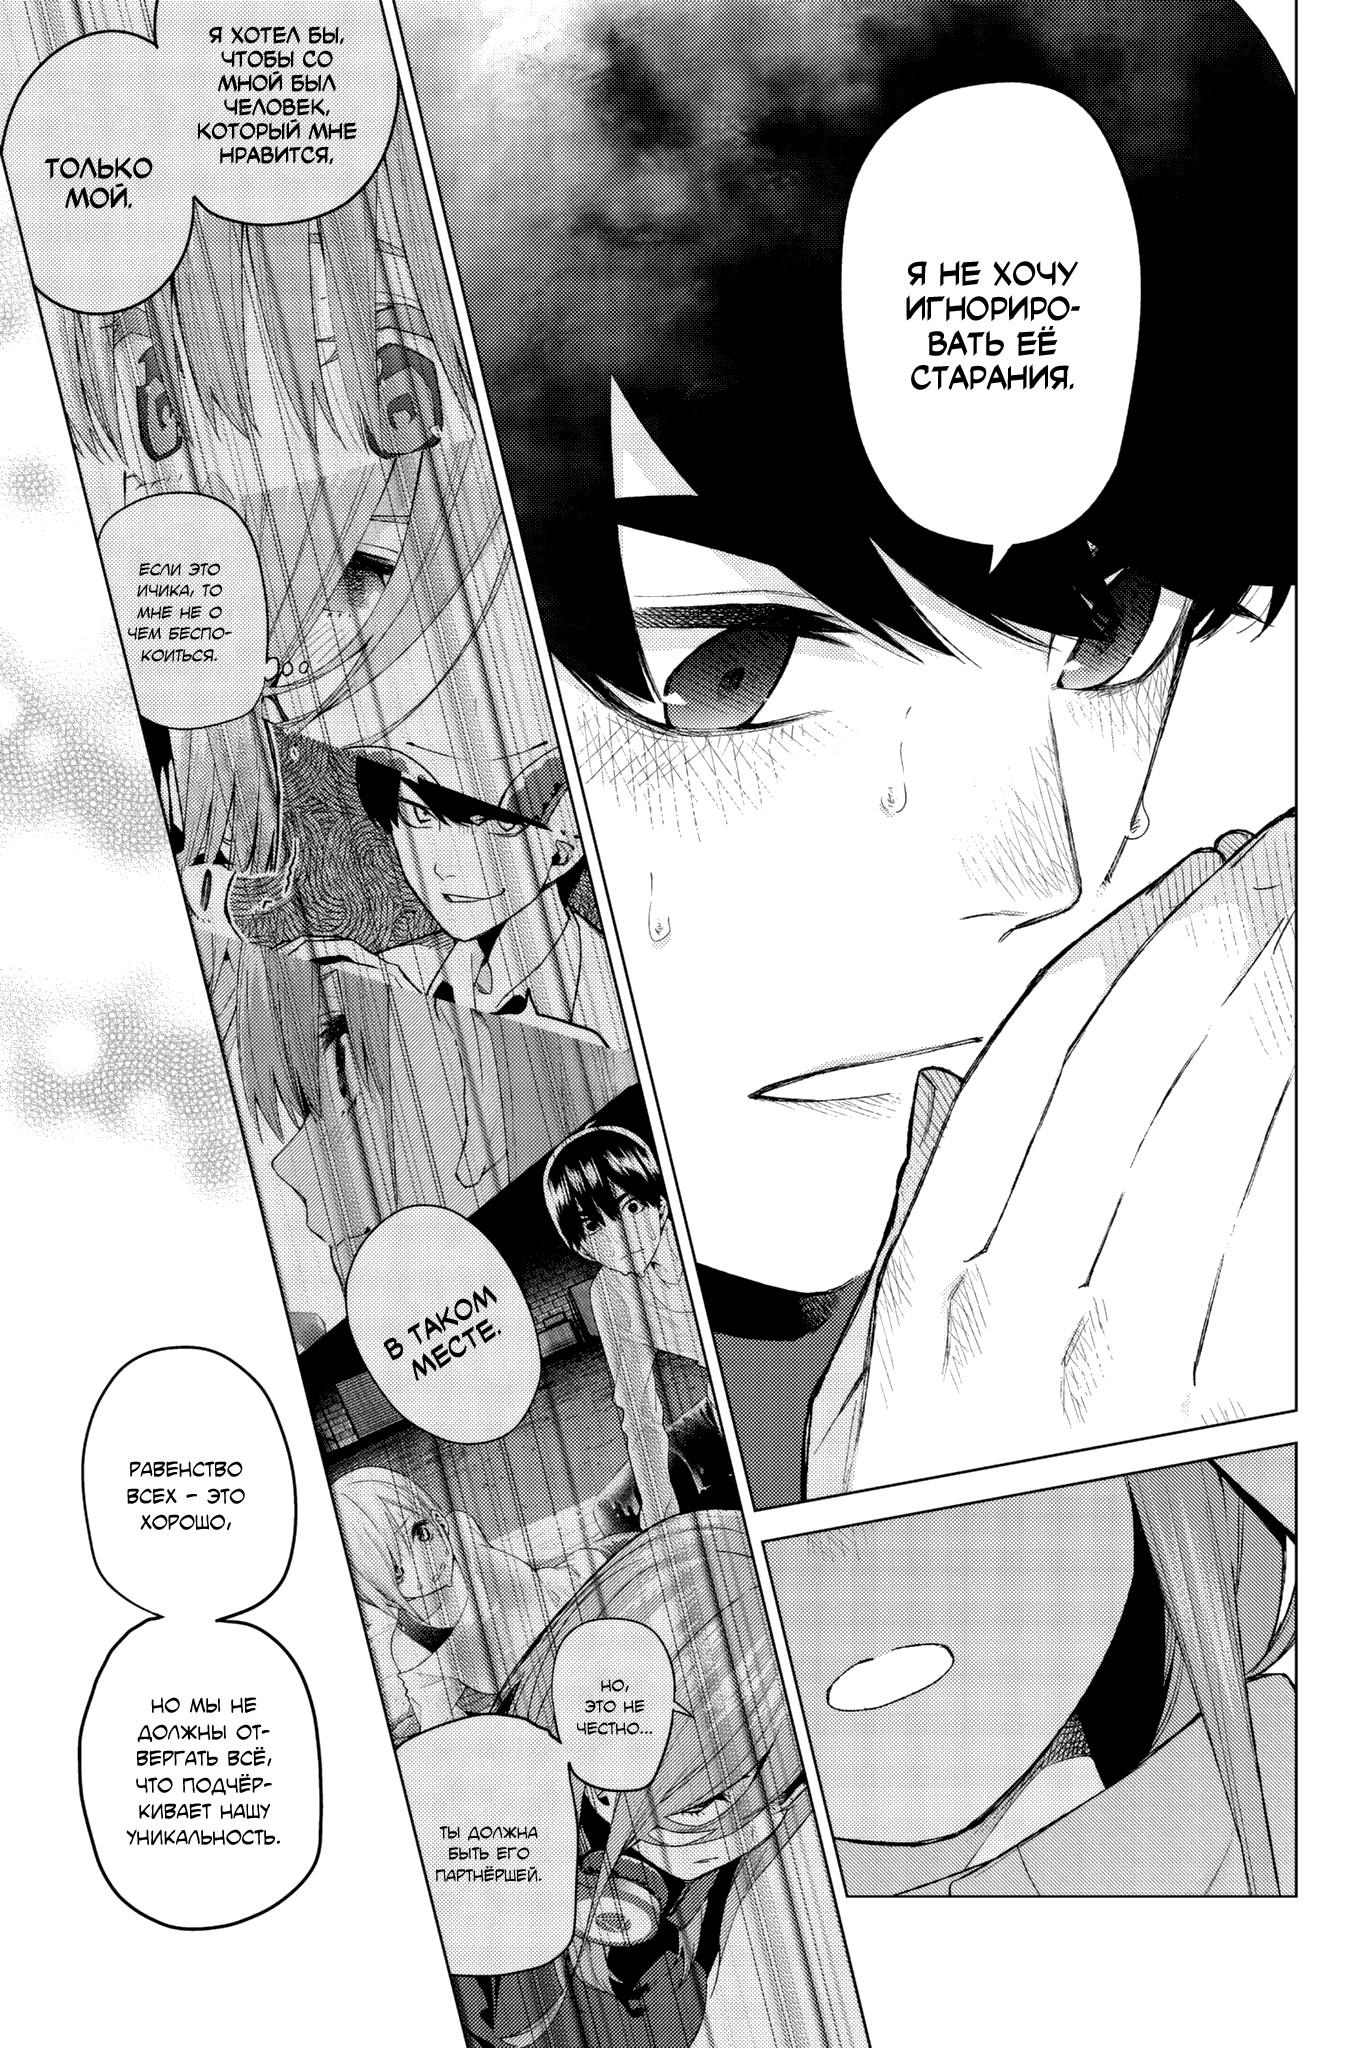 Я НЕ ХОЧУ
ИГНОРИРО-
ВАТЬ ЕЁ
СТАРАНИЯ.
Я ХОТЕЛ БЫ,
ЧТОБЫ СО
МНОЙ БЫЛ
ЧЕЛОВЕК,
КОТОРЫЙ МНЕ
НРАВИТСЯ,
ТОЛЬКО
МОЙ.
ЕСЛИ ЭТО
ИЧИКА, ТО
МНЕ НЕ О
ЧЕМ БЕСПО-
КОИТЬСЯ.
В ТАКОМ
МЕСТЕ.
НО,
ЭТО НЕ
ЧЕСТНО...
ТЫ ДОЛЖНА
БЫТЬ ЕГО
ПАРТНЁРШЕЙ.
РАВЕНСТВО
ВСЕХ – ЭТО
ХОРОШО,
НО МЫ НЕ
ДОЛЖНЫ ОТ-
ВЕРГАТЬ ВСЁ,
ЧТО ПОДЧЁР-
КИВАЕТ НАШУ
УНИКАЛЬНОСТЬ.